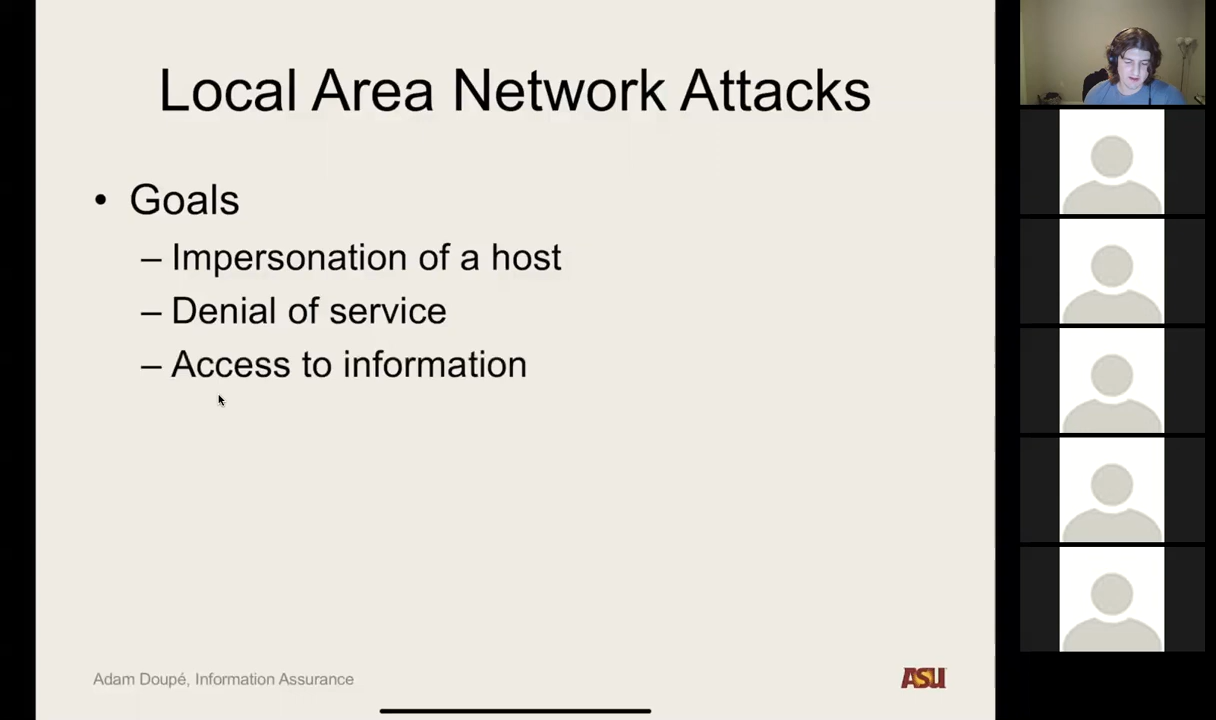 Local Area Network Attacks
• Goals
– Impersonation of a host
– Denial of service
– Access to information
Adam Doupé, Information Assurance
ASU